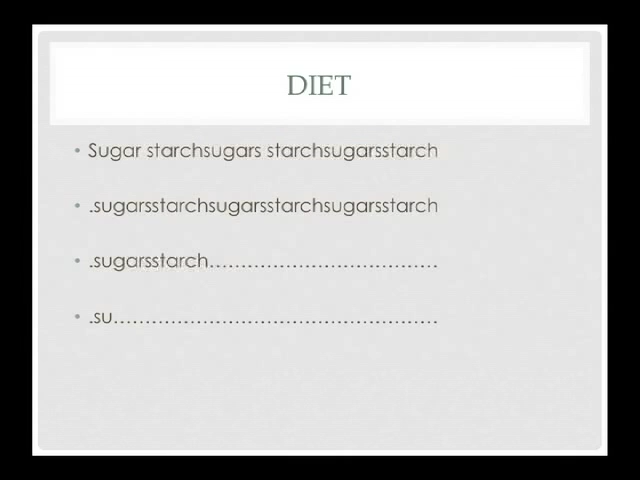 DIET
• Sugar starchsugars starchsugarsstarch
• .sugarsstarchsugarsstarchsugarsstarch
• .sugarsstarch…………………………………
• .su……………………………………………